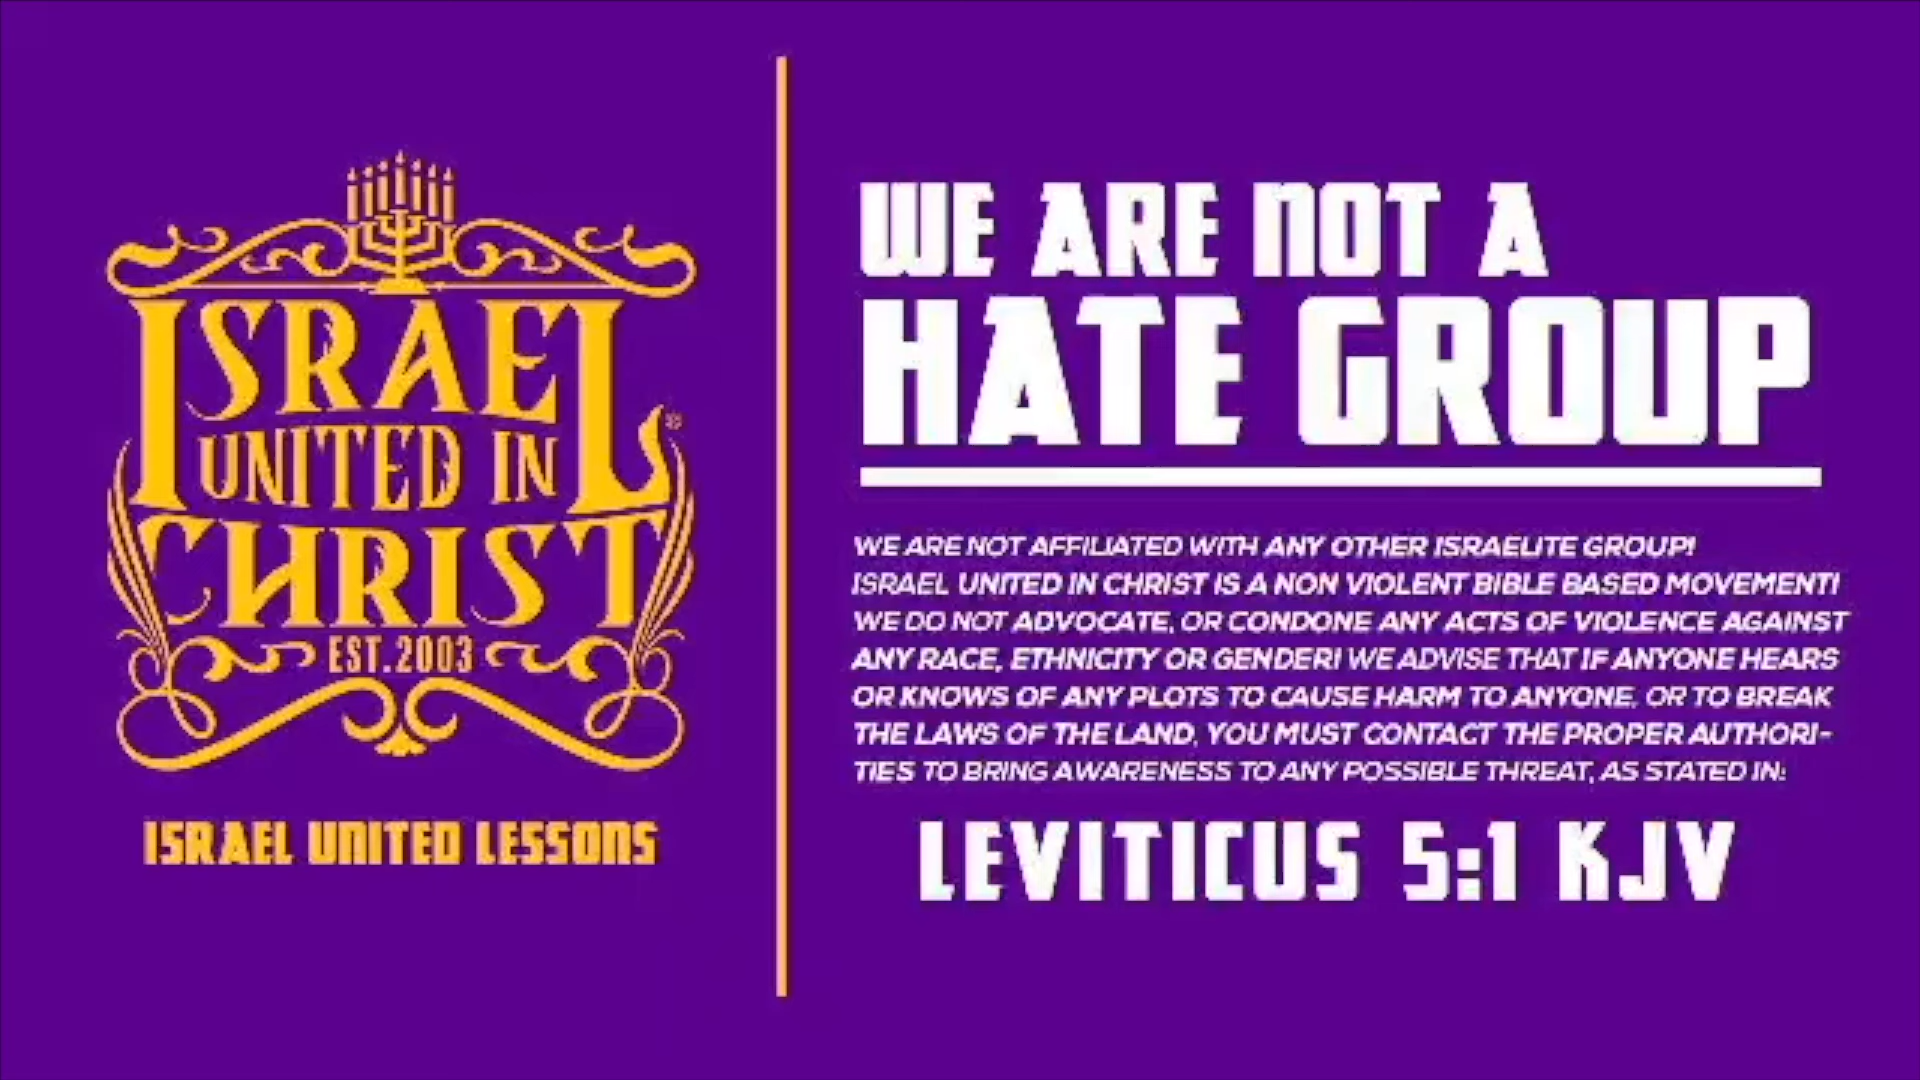 ISRAEL
UNITED IN
CHRIST®
EST.2003
ISRAEL UNITED LESSONS
WE ARE NOT A
HATE GROUP
WE ARE NOT AFFILIATED WITH ANY OTHER ISRAELITE GROUP!
ISRAEL UNITED IN CHRIST IS A NON VIOLENT BIBLE BASED MOVEMENT!
WE DO NOT ADVOCATE, OR CONDONE ANY ACTS OF VIOLENCE AGAINST
ANY RACE, ETHNICITY OR GENDER! WE ADVISE THAT IF ANYONE HEARS
OR KNOWS OF ANY PLOTS TO CAUSE HARM TO ANYONE, OR TO BREAK
THE LAWS OF THE LAND, YOU MUST CONTACT THE PROPER AUTHORI-
TIES TO BRING AWARENESS TO ANY POSSIBLE THREAT, AS STATED IN:
LEVITICUS 5:1 KJV